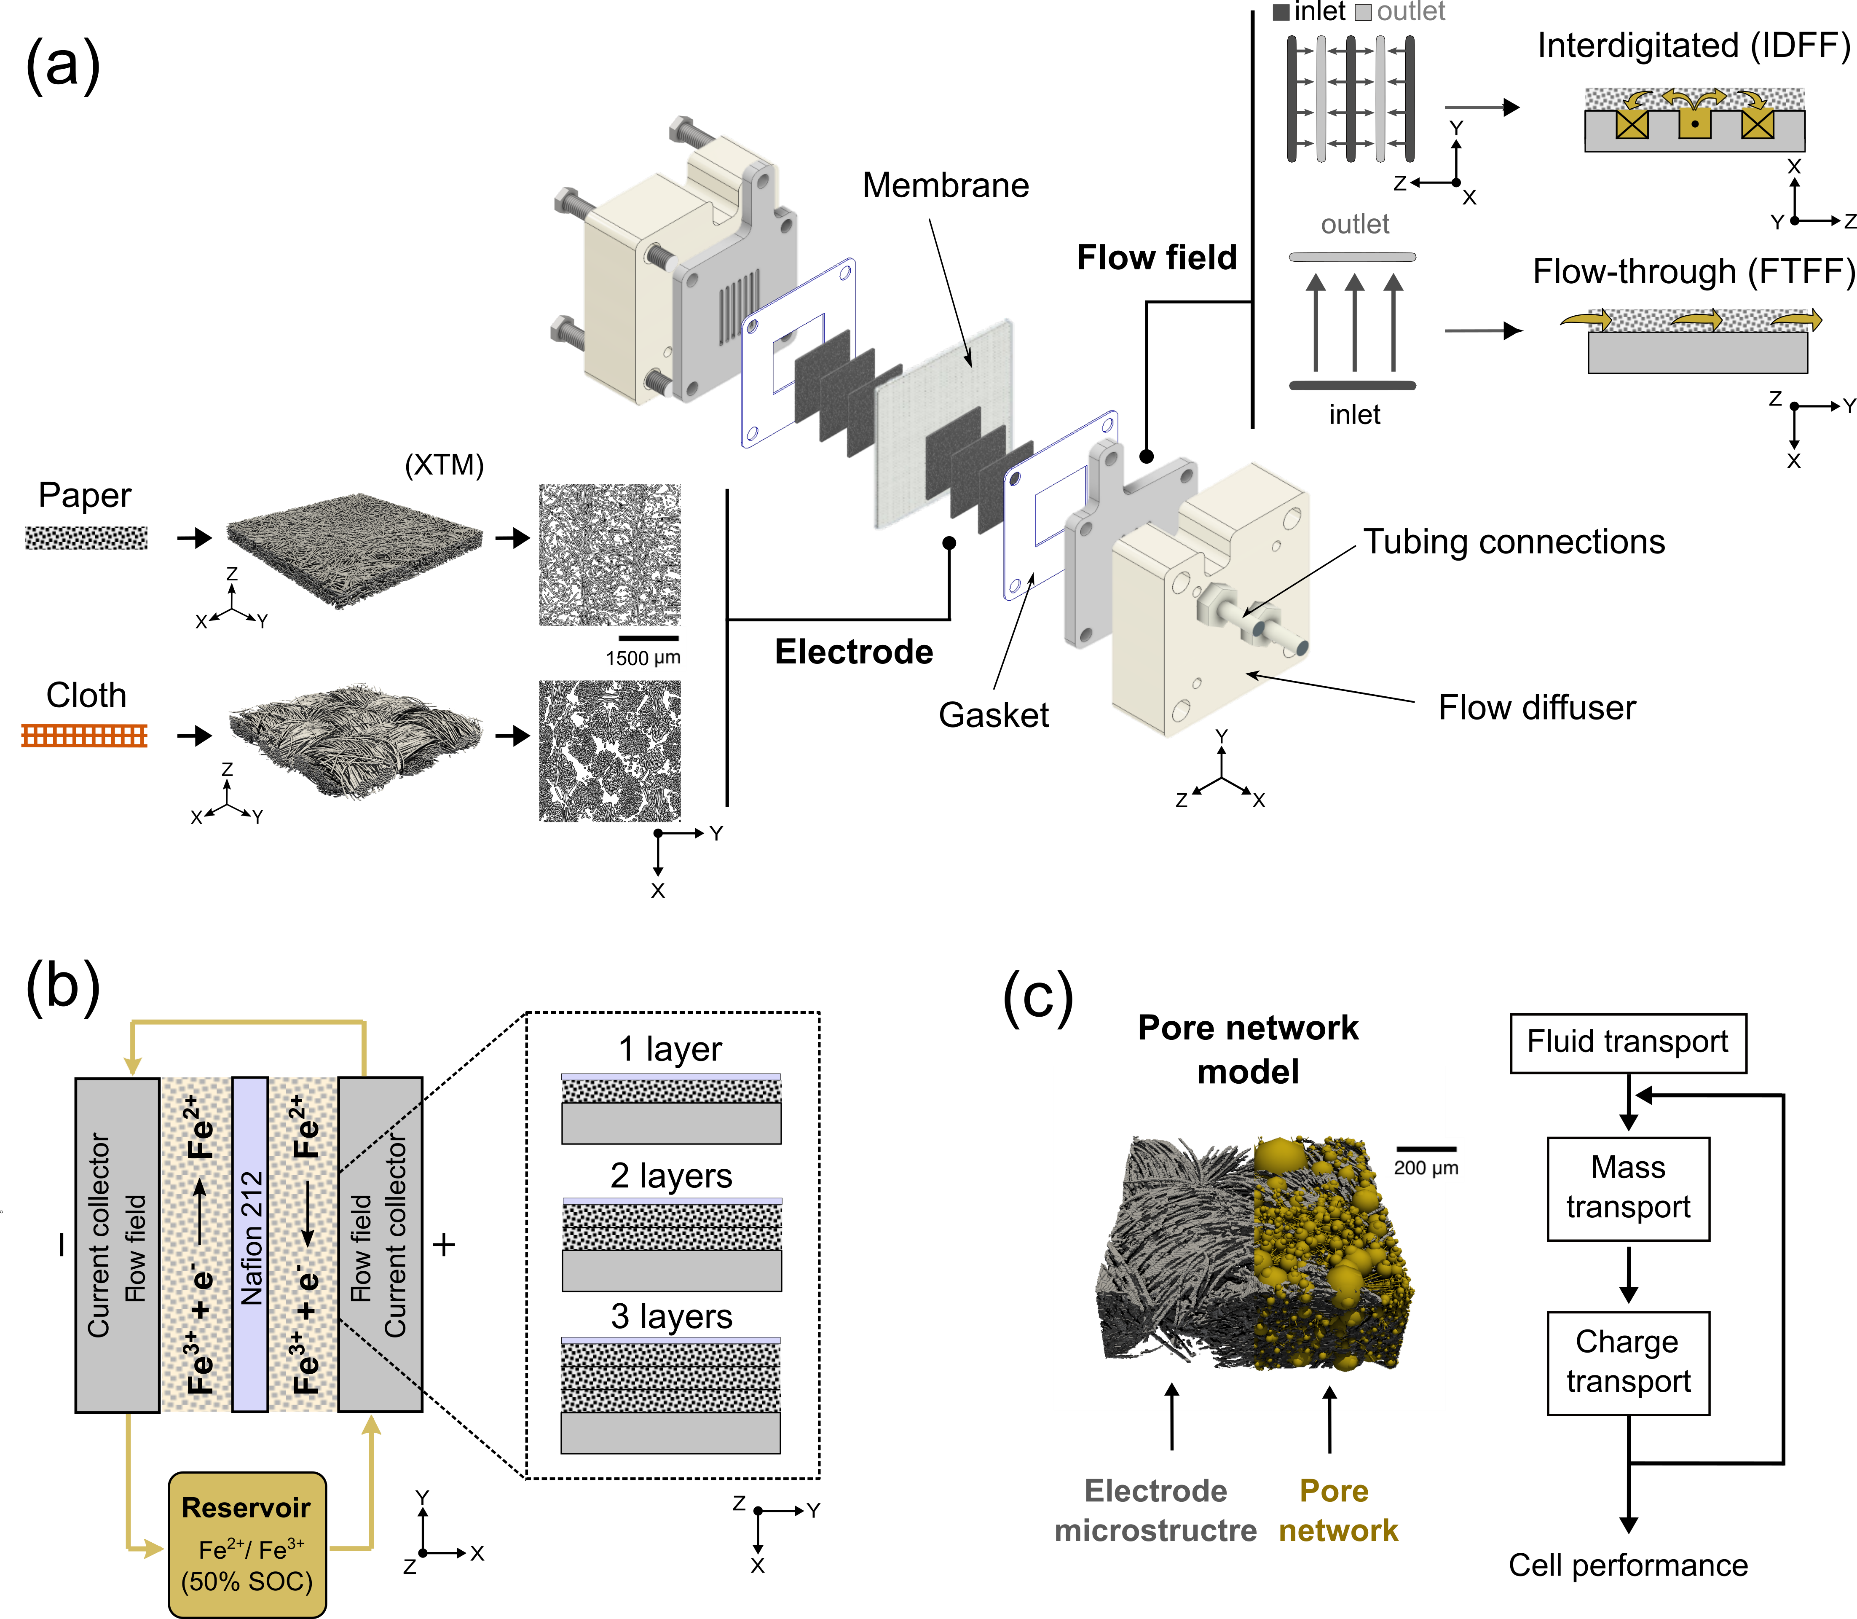 (a)
inlet outlet
Interdigitated (IDFF)
Y
Z
X
X
Y
Z
outlet
Flow-through (FTFF)
inlet
Z
Y
X
Membrane
Flow field
Paper
(XTM)
Z
X
Y
1500 µm
Cloth
Z
X
Y
Y
X
Electrode
Gasket
Tubing connections
Flow diffuser
Y
Z
X
(b)
Current collector
Flow field
Fe3+ + e- Fe2+
Nafion 212
Fe3+ + e- Fe2+
Flow field
Current collector
–
+
Reservoir
Fe2+/ Fe3+
(50% SOC)
Y
Z
X
1 layer
2 layers
3 layers
Z
Y
X
(c)
Pore network
model
200 µm
Electrode
microstructre
Pore
network
Fluid transport
Mass
transport
Charge
transport
Cell performance